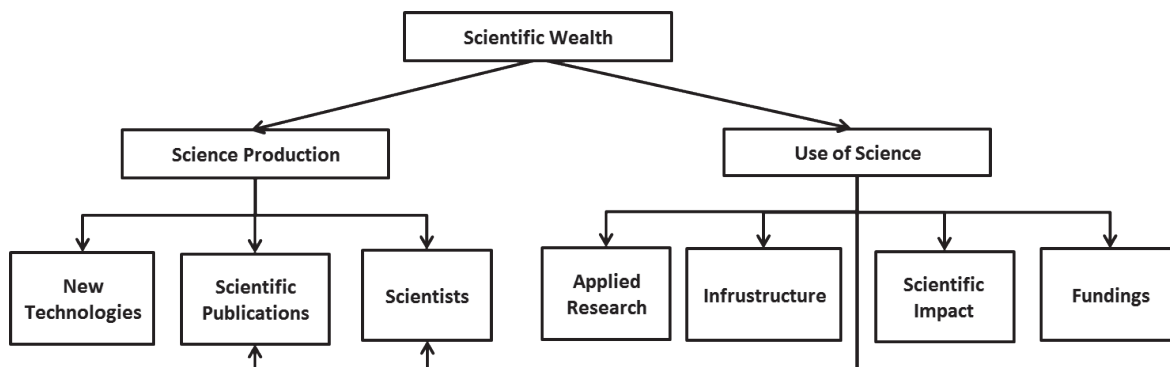 Scientific Wealth
Science Production
Use of Science
New
Technologies
Scientific
Publications
Scientists
Applied
Research
Infrustructure
Scientific
Impact
Fundings